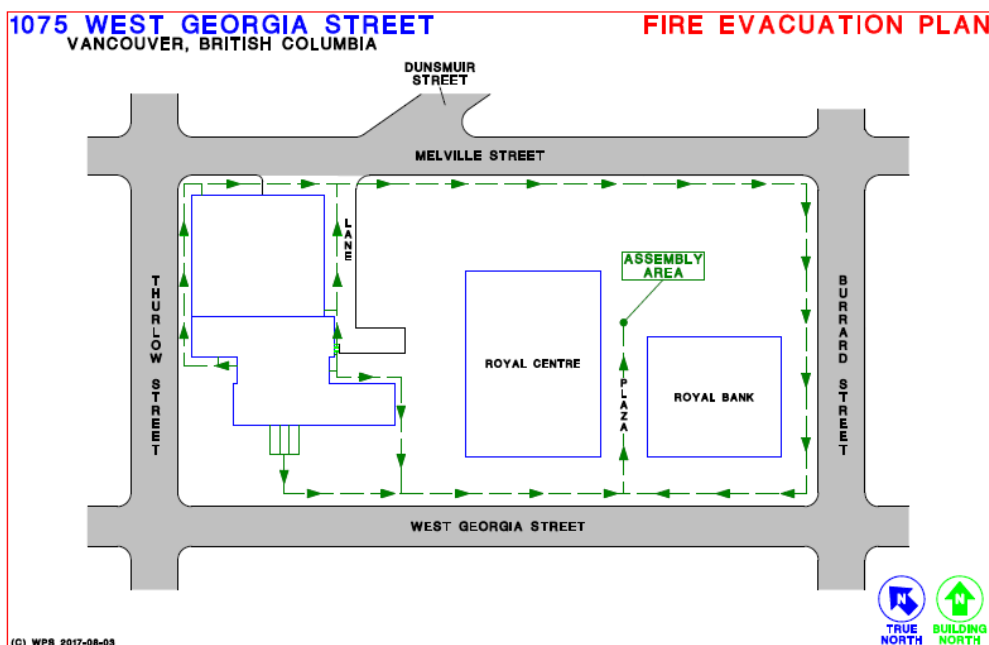 1075 WEST GEORGIA STREET
FIRE EVACUATION PLAN
VANCOUVER, BRITISH COLUMBIA
DUNSMUIR
STREET
MELVILLE STREET
LANE
ASSEMBLY
AREA
THURLOW STREET
BURRARD STREET
ROYAL CENTRE
PLAZA
ROYAL BANK
WEST GEORGIA STREET
N
N
TRUE
NORTH
BUILDING
NORTH
(C) WPS 2017-08-03